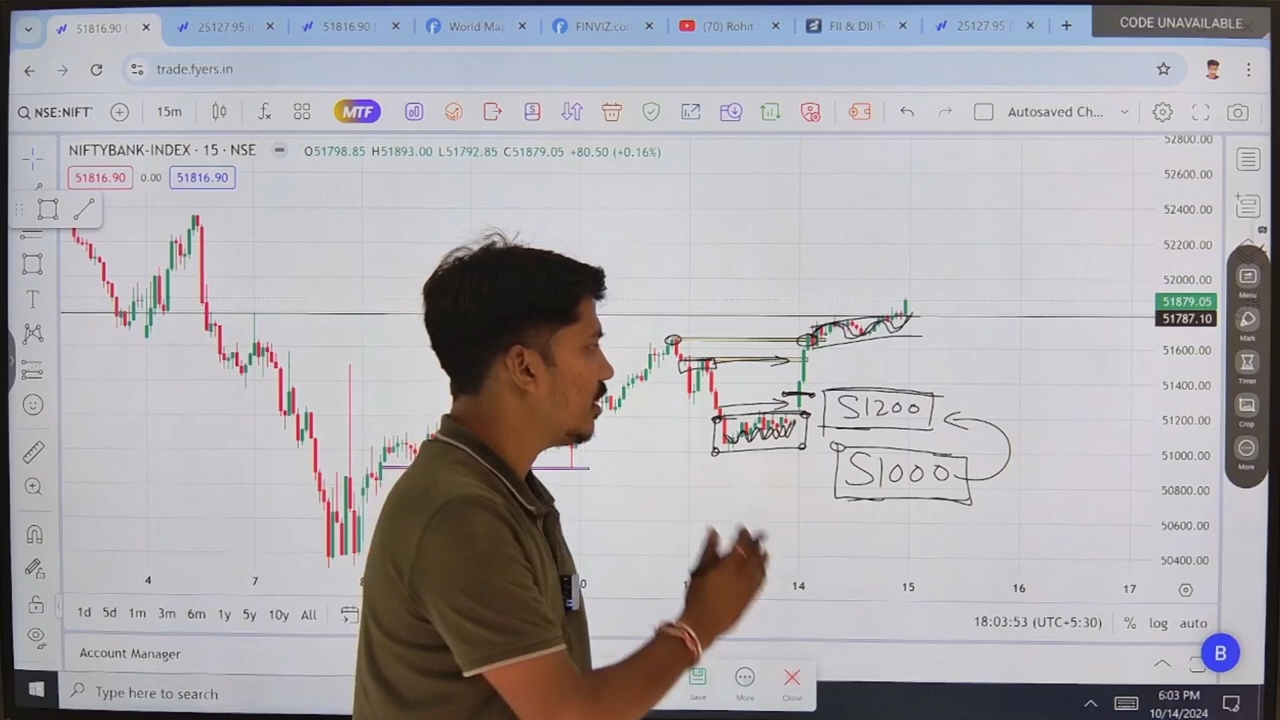 51816.90 (
25127.95 (
51816.90 (
World Map
FINVIZ.com
(70) Rohit
FII & DII Tr
25127.95 (
CODE UNAVAILABLE
trade.fyers.in
NSE:NIFT
15m
MTF
Autosaved Ch...
NIFTYBANK-INDEX · 15 · NSE
O51798.85 H51893.00 L51792.85 C51879.05 +80.50 (+0.16%)
51816.90
0.00
51816.90
52800.00
52600.00
52400.00
52200.00
52000.00
51879.05
51787.10
51600.00
51400.00
51200.00
51000.00
50800.00
50600.00
50400.00
51200
51000
Menu
Mark
Timer
Crop
More
4
7
14
15
16
17
1d 5d 1m 3m 6m 1y 5y 10y All
18:03:53 (UTC+5:30)
% log auto
Account Manager
B
Save
More
Close
Type here to search
6:03 PM
10/14/2024